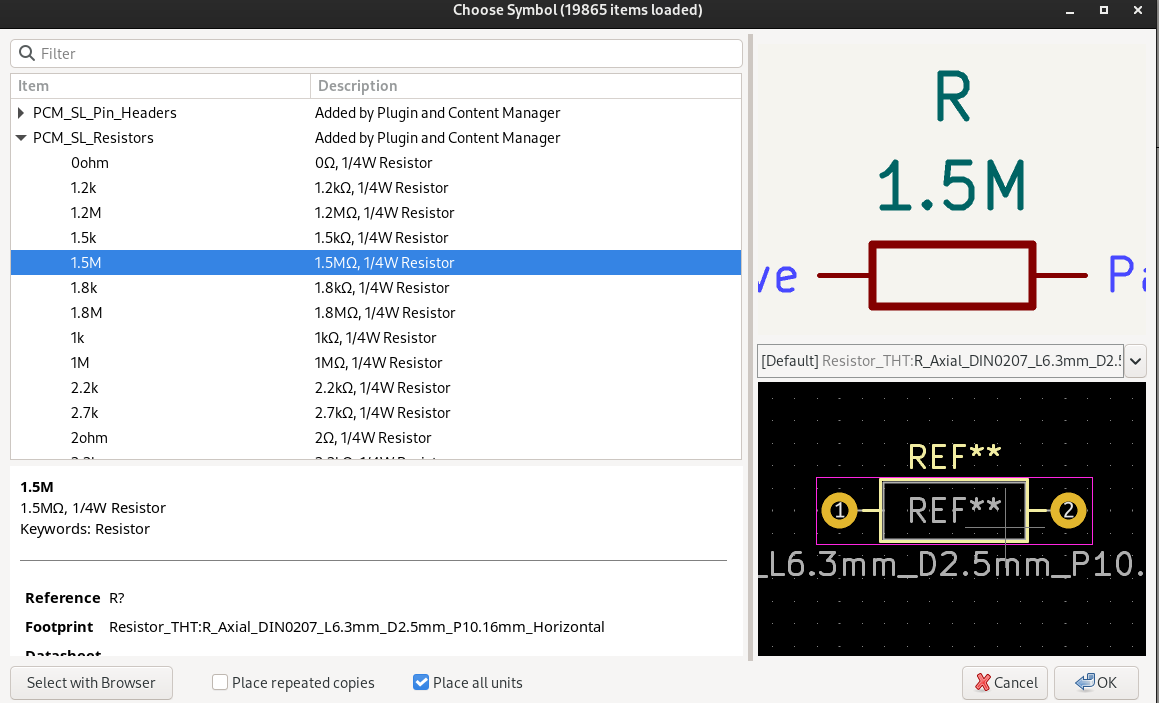 Choose Symbol (19865 items loaded)
Filter
Item Description
PCM_SL_Pin_Headers Added by Plugin and Content Manager
PCM_SL_Resistors Added by Plugin and Content Manager
0ohm 0Ω, 1/4W Resistor
1.2k 1.2kΩ, 1/4W Resistor
1.2M 1.2MΩ, 1/4W Resistor
1.5k 1.5kΩ, 1/4W Resistor
1.5M 1.5MΩ, 1/4W Resistor
1.8k 1.8kΩ, 1/4W Resistor
1.8M 1.8MΩ, 1/4W Resistor
1k 1kΩ, 1/4W Resistor
1M 1MΩ, 1/4W Resistor
2.2k 2.2kΩ, 1/4W Resistor
2.7k 2.7kΩ, 1/4W Resistor
2ohm 2Ω, 1/4W Resistor
1.5M
1.5MΩ, 1/4W Resistor
Keywords: Resistor
Reference R?
Footprint Resistor_THT:R_Axial_DIN0207_L6.3mm_D2.5mm_P10.16mm_Horizontal
Datasheet
R
1.5M
ve Pa
[Default] Resistor_THT:R_Axial_DIN0207_L6.3mm_D2.5
REF**
1 REF** 2
_L6.3mm_D2.5mm_P10.
Select with Browser Place repeated copies Place all units Cancel OK